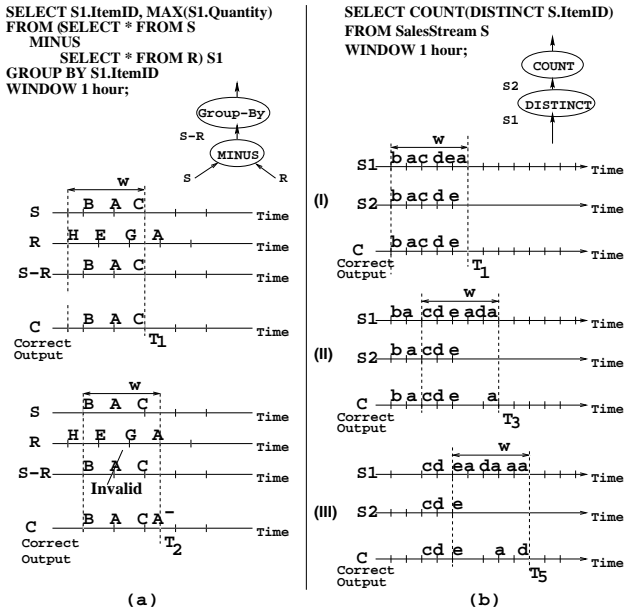 SELECT S1.ItemID, MAX(S1.Quantity)
FROM (SELECT * FROM S
MINUS
SELECT * FROM R) S1
GROUP BY S1.ItemID
WINDOW 1 hour;
Group-By
S-R
MINUS
S R
w
S B A C Time
R H E G A Time
S-R B A C Time
C B A C Time
Correct
Output
T1
w
S B A C Time
R H E G A Time
S-R B A C Time
Invalid
C B A C A- Time
Correct
Output
T2
(a)
SELECT COUNT(DISTINCT S.ItemID)
FROM SalesStream S
WINDOW 1 hour;
COUNT
S2
DISTINCT
S1
w
S1 b a c d e a Time
(I) S2 b a c d e Time
C b a c d e Time
Correct
Output
T1
w
S1 b a c d e a d a Time
(II) S2 b a c d e Time
C b a c d e a Time
Correct
Output
T3
w
S1 c d e a d a a a Time
(III) S2 c d e Time
C c d e a d Time
Correct
Output
T5
(b)